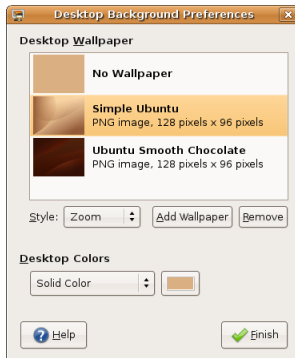 Desktop Background Preferences
Desktop Wallpaper
No Wallpaper
Simple Ubuntu
PNG image, 128 pixels x 96 pixels
Ubuntu Smooth Chocolate
PNG image, 128 pixels x 96 pixels
Style: Zoom Add Wallpaper Remove
Desktop Colors
Solid Color
Help Finish